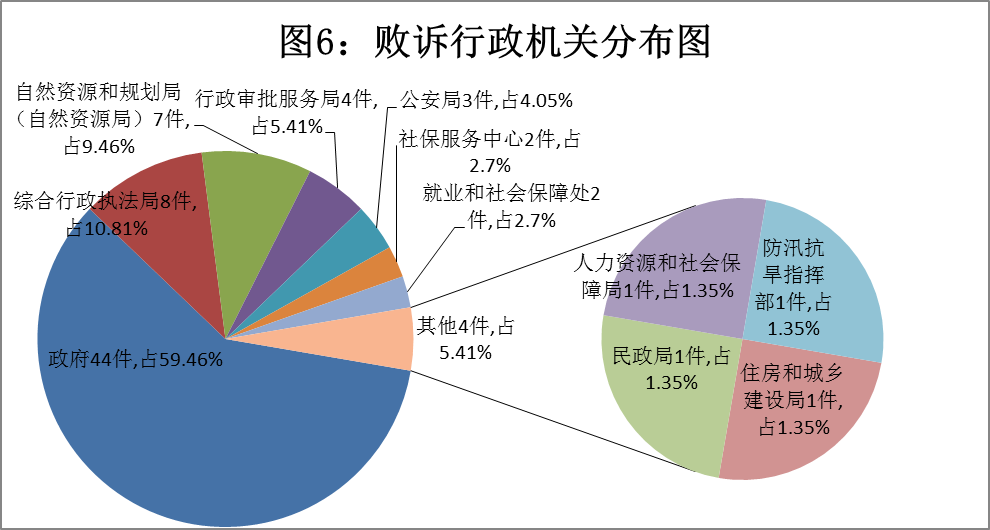 图6：败诉行政机关分布图
自然资源和规划局
（自然资源局）7件,
占9.46%
行政审批服务局4件,
占5.41%
公安局3件,占4.05%
社保服务中心2件,占
2.7%
就业和社会保障处2
件,占2.7%
综合行政执法局8件,
占10.81%
政府44件,占59.46%
其他4件,占
5.41%
人力资源和社会保
障局1件,占1.35%
防汛抗
旱指挥
部1件,占
1.35%
民政局1件,占
1.35%
住房和城乡
建设局1件,
占1.35%